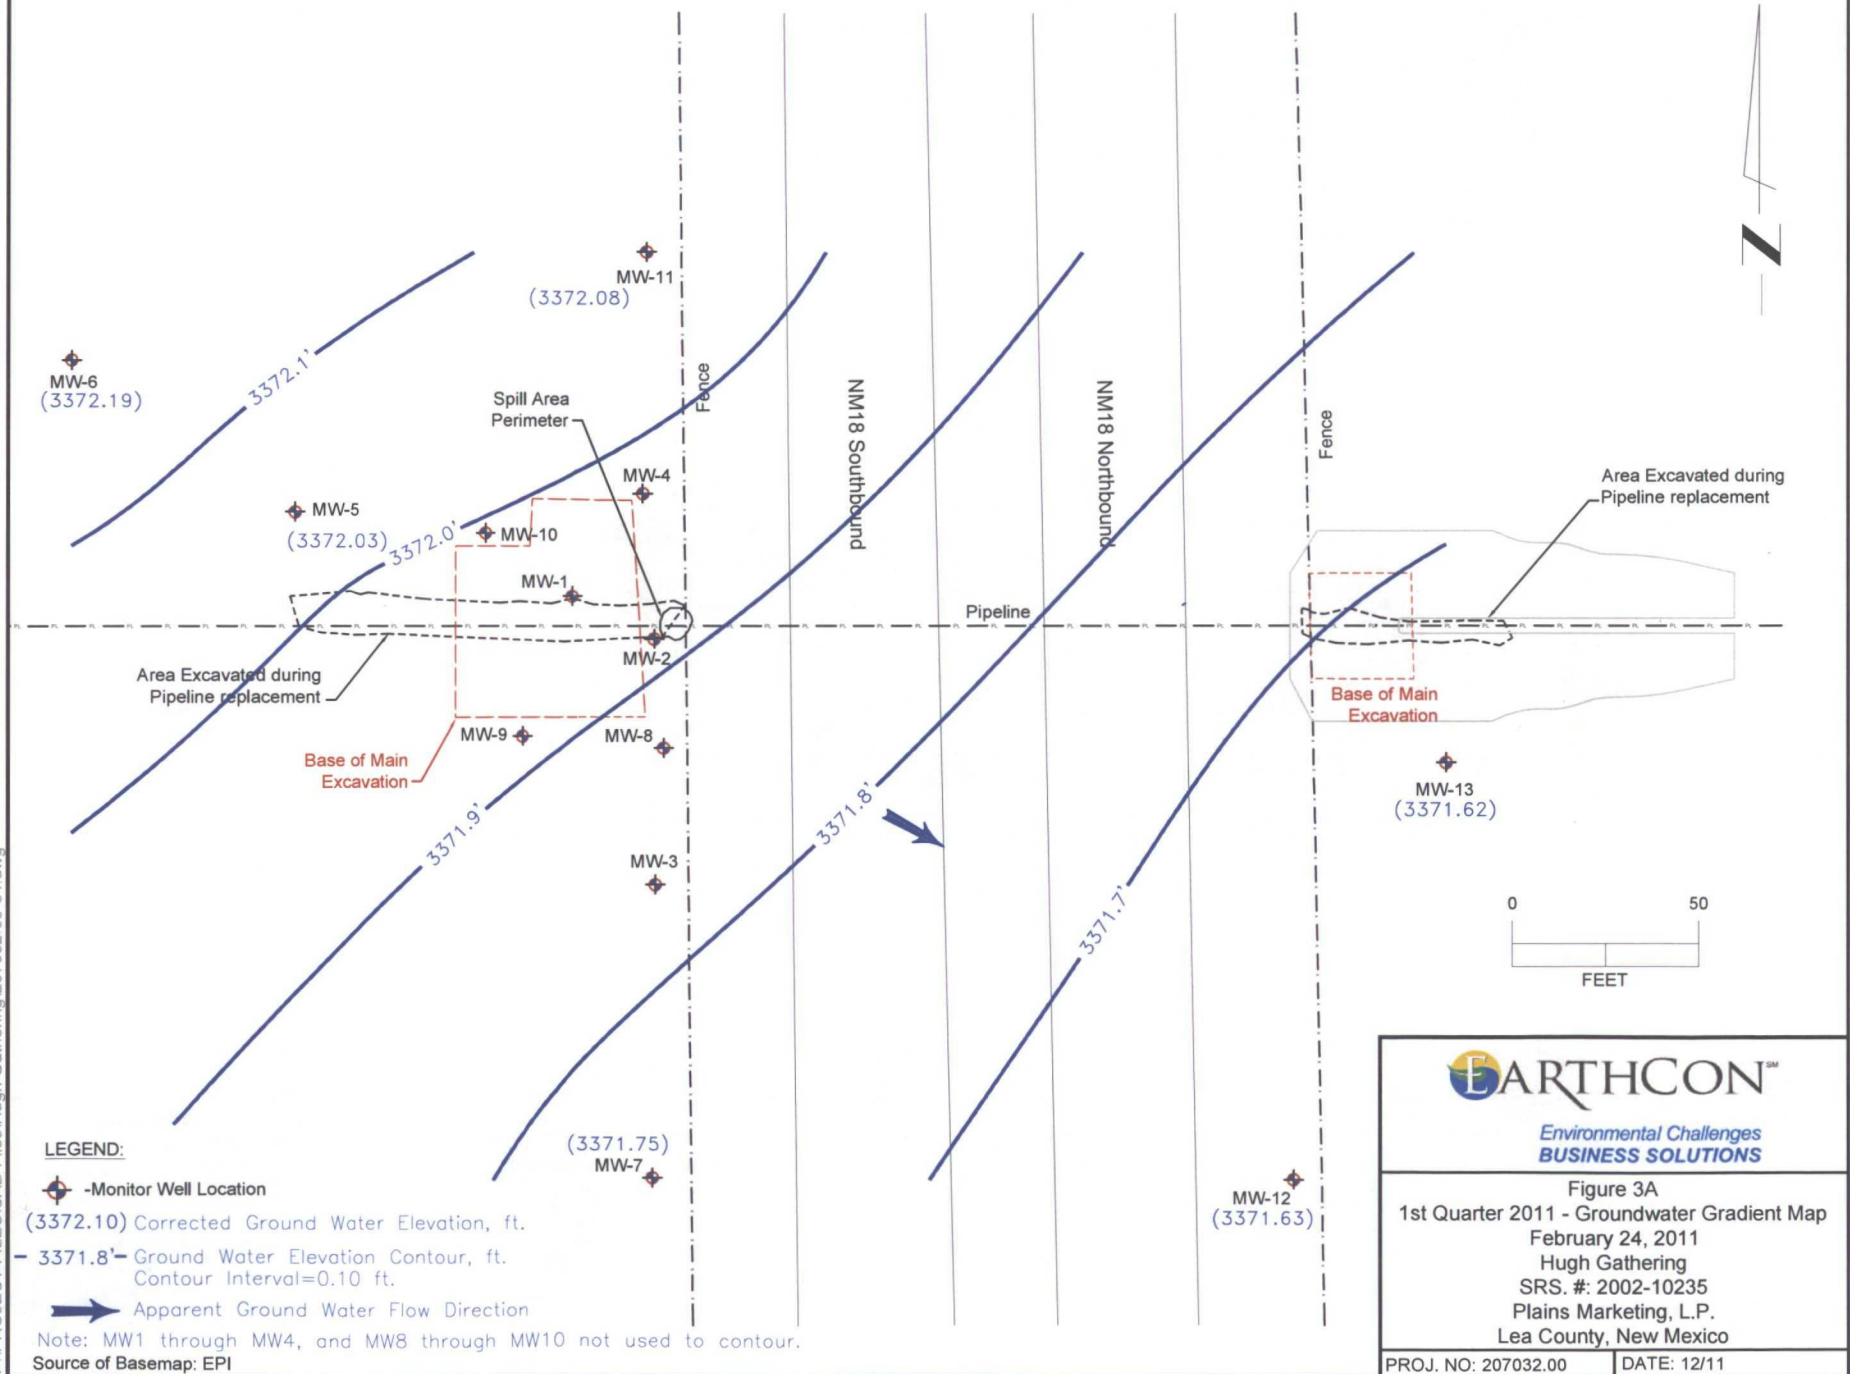 MW-11
(3372.08)
MW-6
(3372.19)
3372.1'
Fence
Spill Area
Perimeter
NM18 Southbound
NM18 Northbound
Fence
MW-4
MW-5
(3372.03)
3372.0'
MW-10
MW-1
Area Excavated during
Pipeline replacement
Pipeline
MW-2
Area Excavated during
Pipeline replacement
Base of Main
Excavation
MW-9
MW-8
Base of Main
Excavation
MW-13
(3371.62)
3371.9'
3371.8'
MW-3
3371.7'
0 50
FEET
(3371.75)
MW-7
MW-12
(3371.63)
N
LEGEND:
-Monitor Well Location
(3372.10) Corrected Ground Water Elevation, ft.
- 3371.8'- Ground Water Elevation Contour, ft.
Contour Interval=0.10 ft.
Apparent Ground Water Flow Direction
Note: MW1 through MW4, and MW8 through MW10 not used to contour.
Source of Basemap: EPI
EARTHCON SM
Environmental Challenges
BUSINESS SOLUTIONS
Figure 3A
1st Quarter 2011 - Groundwater Gradient Map
February 24, 2011
Hugh Gathering
SRS. #: 2002-10235
Plains Marketing, L.P.
Lea County, New Mexico
PROJ. NO: 207032.00 DATE: 12/11